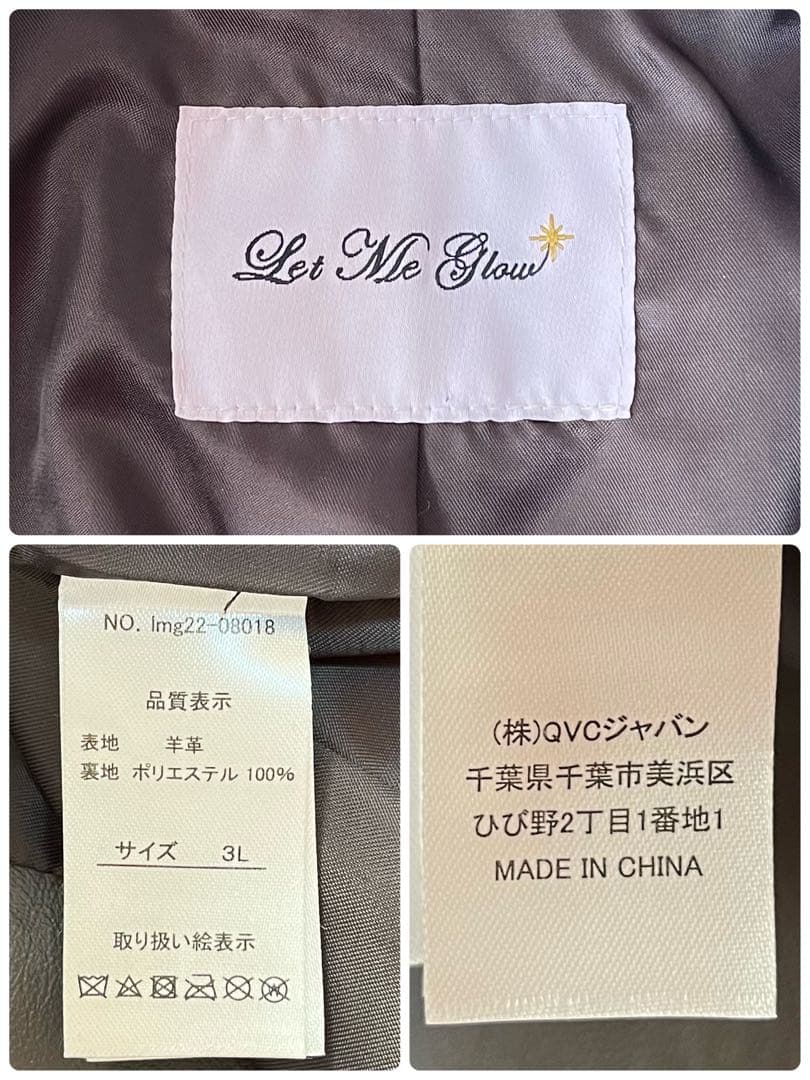 Let Me Glow
NO. lmg22-08018
品質表示
表地 羊革
裏地 ポリエステル 100%
サイズ 3L
取り扱い絵表示
(株)QVCジャパン
千葉県千葉市美浜区
ひび野2丁目1番地1
MADE IN CHINA